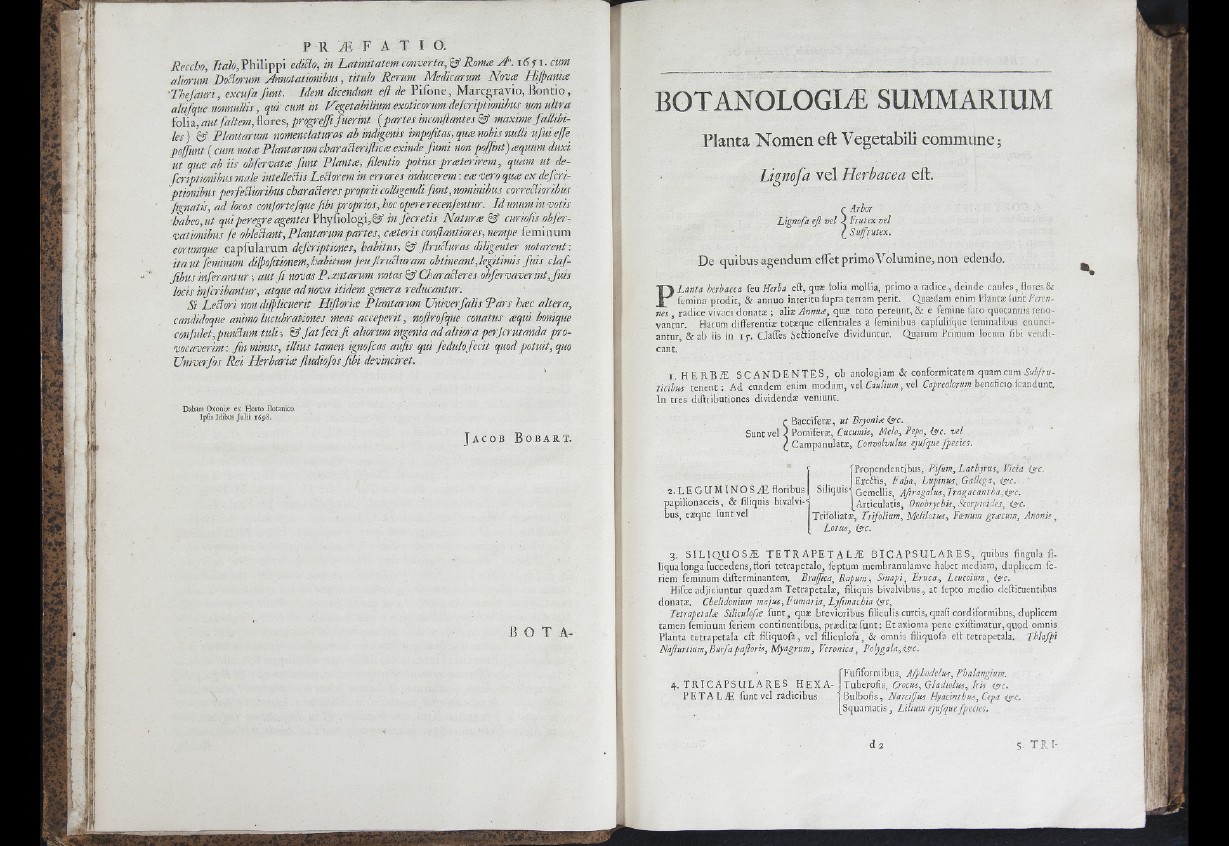 PRÆFATIO.
Reccho, Italo, Philippi edicto, in Latinitatem converta, & Romæ Aº. 1651. cum
aliorum Doctorum Annotationibus, titulo Rerum Medicarum Novæ Hiſpaniæ
Theſauri, excuſa ſunt. Idem dicendum eſt de Piſone, Marcgravio, Bontio,
aliiſque nonnullis, qui cum in Vegetabilium exoticorum deſcriptionibus non ultra
folia, aut ſaltem, flores, progreſſi fuerint (partes inconſtantes & maxime fallibi-
les) & Plantarum nomenclaturas ab indigenis impoſitas, quæ nobis nulli uſui eſſe
poſſunt (cum notæ Plantarum characteriſticæ exinde ſumi non poſſint) æquum duxi
ut quæ ab iis obſervatæ ſunt Plantæ, ſilentio potius præterirem, quam ut de-
ſcriptionibus male intellectis Lectorem in errores inducerem: eæ vero quæ ex deſcri-
ptionibus perfectioribus characteres proprii colligendi ſunt, nominibus correctioribus
ſignatis, ad locos conforteſque ſibi proprios, hoc opere recenſentur. Id unum in votis
habeo, ut qui peregre agentes Phyſiologi, & in ſecretis Naturæ & curioſis obſer-
vationibus ſe oblectant, Plantarum partes, cæteris conſtantiores, nempe ſeminum
eorumque capſularum deſcriptiones, habitus, & ſtructuras diligenter notarent;
ita ut ſeminum diſpoſitionem, habitum ſeu ſtructuram obtineant, legitimis ſuis claſ-
ſibus inſerantur; aut ſi novas Plantarum notas & Characteres obſervaverint, ſuis
locis inſcribantur, atque ad nova itidem genera reducantur.
Si Lectori non diſplicuerit Hiſtoriæ Plantarum Univerſalis Pars hæc altera,
candidoque animo lucubrationes meas acceperit, noſtroſque conatus æqui bonique
conſulet, punctum tuli; & ſat feci ſi aliorum ingenia ad altiora perſcrutanda pro-
vocaverim: ſin minus, illius tamen ignoſcas auſis qui ſedulo, fecit quod potuit, quo
Univerſos Rei Herbariæ ſtudioſos ſibi devinciret.
Dabam Oxoniæ ex Horto Botanico.
Ipſis Idibus Julii 1698.
JACOB BOBART.
BOTA-
BOTANOLOGIÆ SUMMARIUM
Planta Nomen eſt Vegetabili commune;
Lignoſa vel Herbacea eſt.
Lignoſa eſt vel { Arbor
Frutex vel
Suffrutex.
De quibus agendum eſſet primo Volumine, non edendo.
PLanta herbacea ſeu Herba eſt, quæ folia mollia, primo a radice, deinde caules, flores &
ſemina prodit, & annuo interitu ſupra terram perit. Quædam enim Plantæ ſunt Peren-
nes, radice vivaci donatæ; aliæ Annuæ, quæ toto pereunt, & e ſemine ſato quotannis reno-
vantur. Harum differentiæ totæque eſſentiales a ſeminibus capſuliſque ſeminalibus enunci-
antur, & ab iis in 15. Claſſes Sectioneſve dividuntur. Quarum Primum locum ſibi vendi-
cant.
1. HERBÆ SCANDENTES, ob anologiam & conformitatem quam cum Subfru-
ticibus tenent: Ad eundem enim modum, vel Caulium, vel Capreolorum beneficio ſcandunt,
In tres diſtributiones dividendæ veniunt.
Sunt vel { Bacciferæ, ut Bryoniæ &c.
Pomiferæ, Cucumis, Melo, Pepo, &c. vel
Campanulatæ, Convolvulus ejuſque ſpecies.
2. LEGUMINOSÆ floribus
papilionaceis, & ſiliquis bivalvi-
bus, eæque ſunt vel
Siliquis
Propendentibus, Piſum, Lathyrus, Vicia &c.
Erectis, Faba, Lupinus, Gallega, &c.
Gemellis, Aſtragalus, Tragacantha, &c.
Articulatis, Onobrychis, Scorpioides, &c.
Trifoliatæ, Trifolium, Melilotus, Fœnum græcum, Anonis,
Lotus, &c.
3. SILIQUOSÆ TETRAPETALÆ BICAPSULARES, quibus ſingula ſi-
liqua longa ſuccedens, flori tetrapetalo, ſeptum membranulamve habet mediam, duplicem ſe-
riem ſeminum diſterminantem. Braſſica, Rapum, Sinapi, Eruca, Leucoium, &c.
Hiſce adjiciuntur quædam Tetrapetalæ, ſiliquis bivalvibus, at ſepto medio deſtituentibus
donatæ. Chelidonium majus, Fumaria, Lyſimachia &c.
Tetrapetalæ Siliculoſæ ſunt, quæ brevioribus ſiliculis curtis, quaſi cordiformibus, duplicem
tamen ſeminum ſeriem continentibus, præditæ ſunt: Et axioma pene exiſtimatur, quod omnis
Planta tetrapetala eſt ſiliquoſa, vel ſiliculoſa, & omnis ſiliquoſa eſt tetrapetala. Thlaſpi
Naſturtium, Burſa paſtoris, Myagrum, Veronica, Polygala, &c.
4. TRICAPSULARES HEXA-
PETALÆ ſunt vel radicibus
Fuſiformibus, Aſphodelus, Phalangium.
Tuberoſis, Crocus, Gladiolus, Iris &c.
Bulboſis, Narciſſus Hyacinthus, Cepa &c.
Squamatis, Lilium ejuſque ſpecies.
d 2
5. TRI-